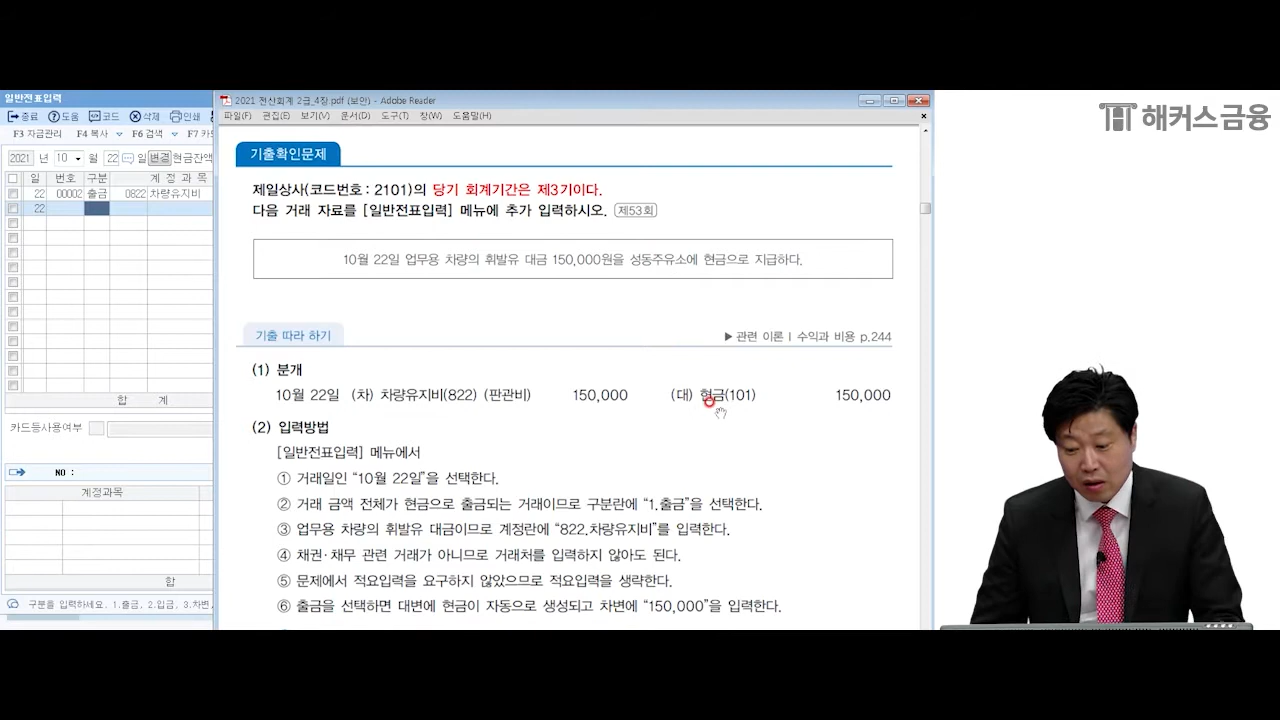 일반전표입력
종료 도움 코드 삭제 인쇄
F3 자금관리 F4 복사 F6 검색 F7 카드
2021 년 10 월 22 일 변경 현금잔액
일 번호 구분 계 정 과 목
22 00002 출금 0822 차량유지비
22
합 계
카드등사용여부
NO :
계정과목
합
구분을 입력하세요. 1.출금, 2.입금, 3.차변
2021 전산회계 2급_4장.pdf (보안) - Adobe Reader
파일(F) 편집(E) 보기(V) 문서(D) 도구(T) 창(W) 도움말(H)
기출확인문제
제일상사(코드번호 : 2101)의 당기 회계기간은 제3기이다.
다음 거래 자료를 [일반전표입력] 메뉴에 추가 입력하시오. 제53회
10월 22일 업무용 차량의 휘발유 대금 150,000원을 성동주유소에 현금으로 지급하다.
기출 따라 하기
▶ 관련 이론 | 수익과 비용 p.244
(1) 분개
10월 22일 (차) 차량유지비(822) (판관비) 150,000 (대) 현금(101) 150,000
(2) 입력방법
[일반전표입력] 메뉴에서
① 거래일인 “10월 22일”을 선택한다.
② 거래 금액 전체가 현금으로 출금되는 거래이므로 구분란에 “1.출금”을 선택한다.
③ 업무용 차량의 휘발유 대금이므로 계정란에 “822.차량유지비”를 입력한다.
④ 채권·채무 관련 거래가 아니므로 거래처를 입력하지 않아도 된다.
⑤ 문제에서 적요입력을 요구하지 않았으므로 적요입력을 생략한다.
⑥ 출금을 선택하면 대변에 현금이 자동으로 생성되고 차변에 “150,000”을 입력한다.
해커스금융